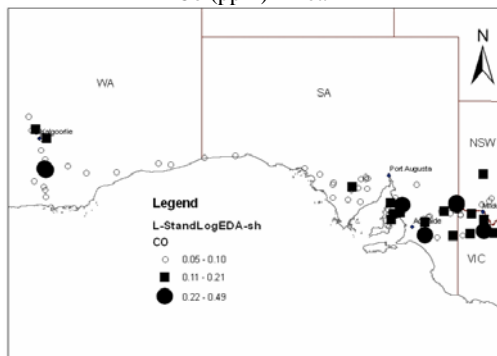 WA
SA
N
Kalgoorlie
NSW
Port Augusta
Adelaide
VIC
Legend
L-StandLogEDA-sh
CO
0.05 - 0.10
0.11 - 0.21
0.22 - 0.49